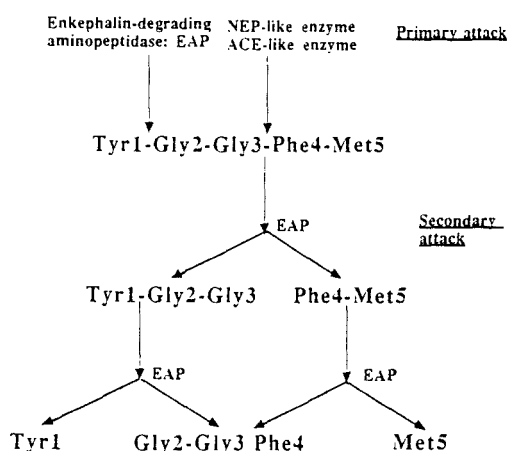 Enkephalin-degrading
aminopeptidase: EAP
NEP-like enzyme
ACE-like enzyme
Primary attack
Tyr1-Gly2-Gly3-Phe4-Met5
EAP
Secondary
attack
Tyr1-Gly2-Gly3
Phe4-Met5
EAP
EAP
Tyr1
Gly2-Gly3
Phe4
Met5